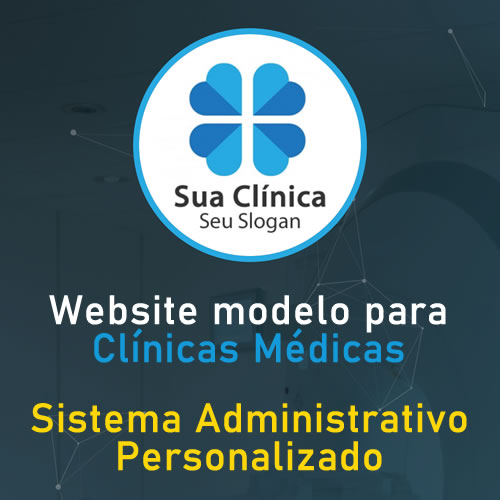 Sua Clínica
Seu Slogan
Website modelo para
Clínicas Médicas
Sistema Administrativo
Personalizado